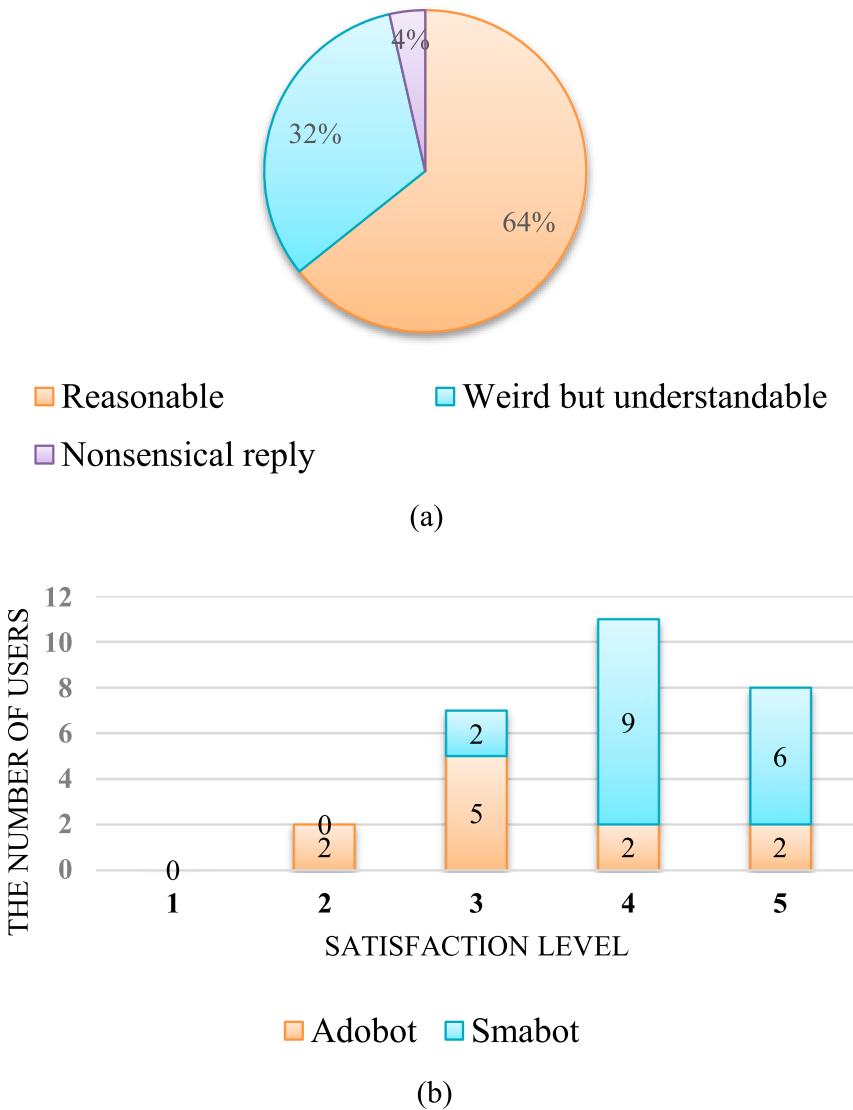 4%
32%
64%
Reasonable
Weird but understandable
Nonsensical reply
(a)
THE NUMBER OF USERS
12
10
8
6
4
2
0
0
0
2
2
5
9
2
6
2
1 2 3 4 5
SATISFACTION LEVEL
Adobot Smabot
(b)